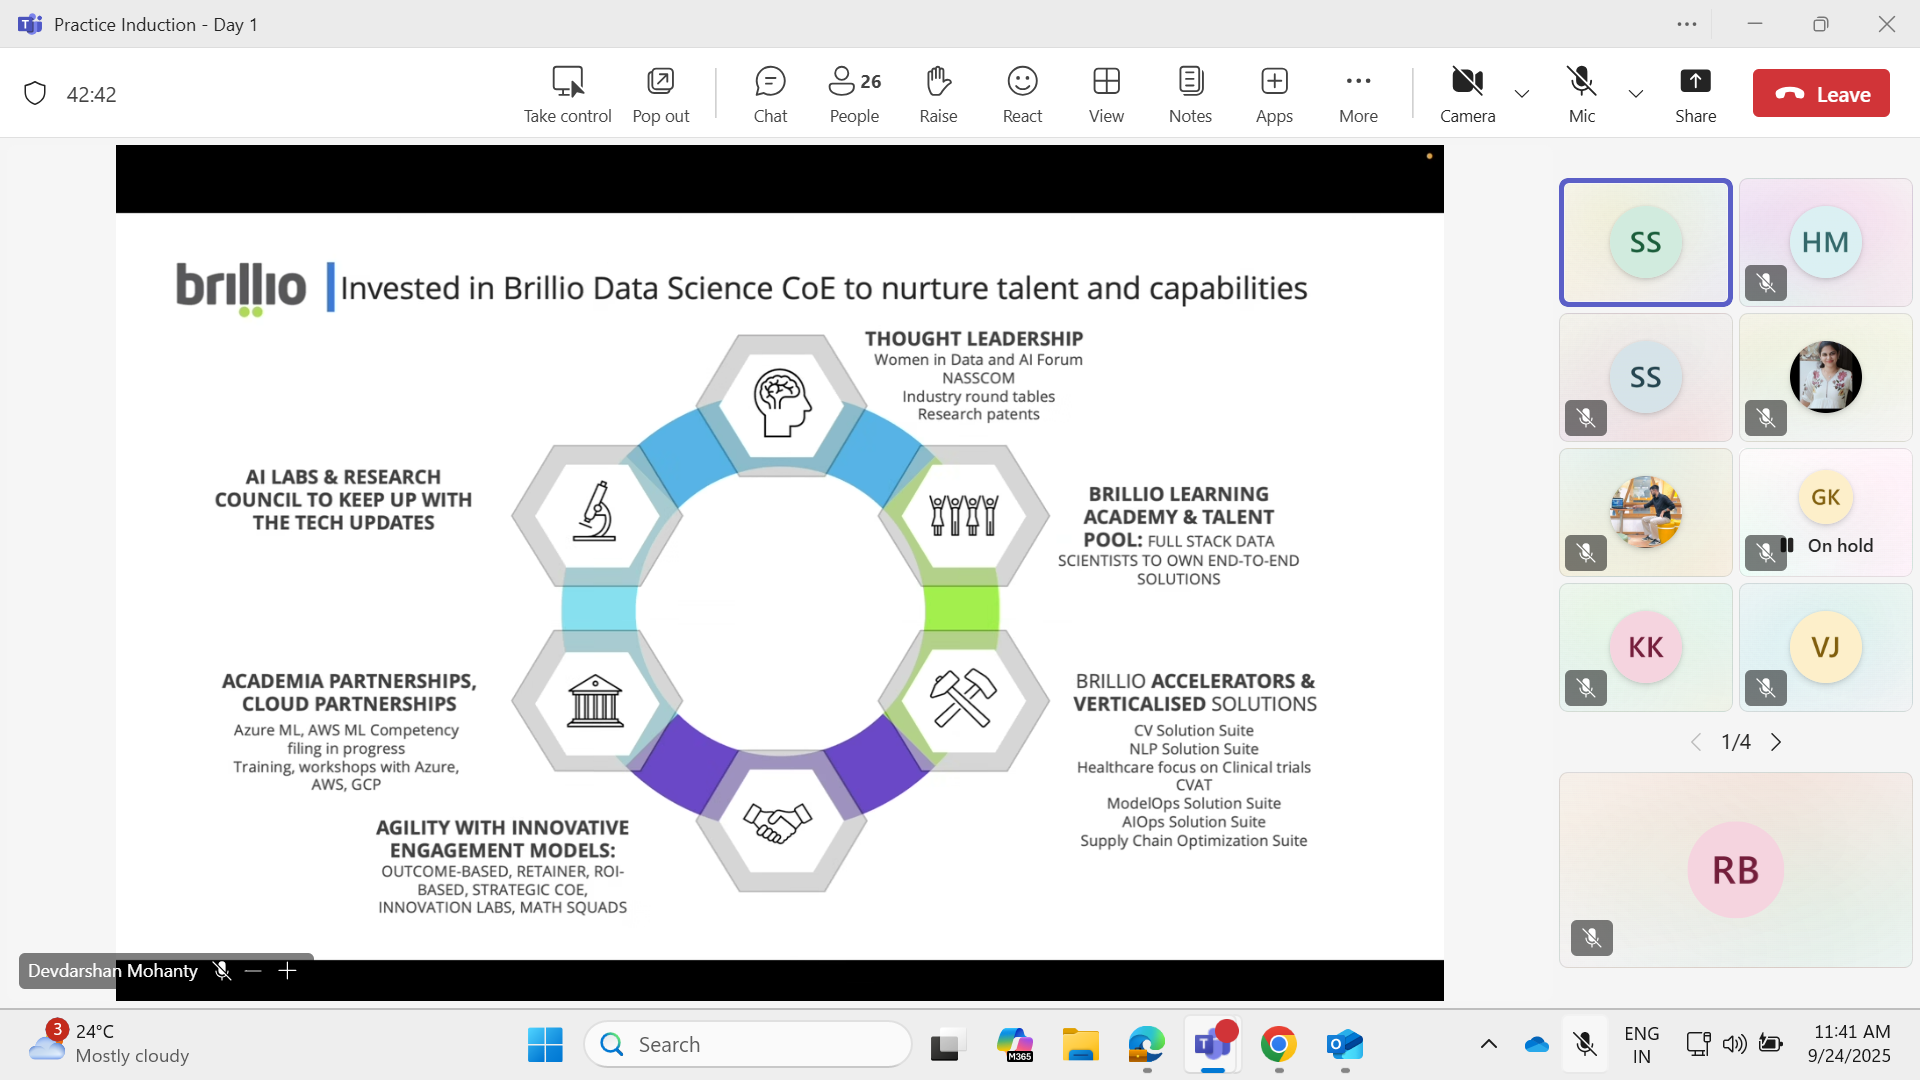 Practice Induction - Day 1
42:42
Take control
Pop out
Chat
26
People
Raise
React
View
Notes
Apps
More
Camera
Mic
Share
Leave
brillio
Invested in Brillio Data Science CoE to nurture talent and capabilities
THOUGHT LEADERSHIP
Women in Data and AI Forum
NASSCOM
Industry round tables
Research patents
AI LABS & RESEARCH
COUNCIL TO KEEP UP WITH
THE TECH UPDATES
BRILLIO LEARNING
ACADEMY & TALENT
POOL: FULL STACK DATA
SCIENTISTS TO OWN END-TO-END
SOLUTIONS
ACADEMIA PARTNERSHIPS,
CLOUD PARTNERSHIPS
Azure ML, AWS ML Competency
filing in progress
Training, workshops with Azure,
AWS, GCP
BRILLIO ACCELERATORS &
VERTICALISED SOLUTIONS
CV Solution Suite
NLP Solution Suite
Healthcare focus on Clinical trials
CVAT
ModelOps Solution Suite
AIOps Solution Suite
Supply Chain Optimization Suite
AGILITY WITH INNOVATIVE
ENGAGEMENT MODELS:
OUTCOME-BASED, RETAINER, ROI-
BASED, STRATEGIC COE,
INNOVATION LABS, MATH SQUADS
Devdarshan Mohanty
SS
HM
SS
GK
On hold
KK
VJ
1/4
RB
3
24°C
Mostly cloudy
Search
M365
T
O
ENG
IN
11:41 AM
9/24/2025